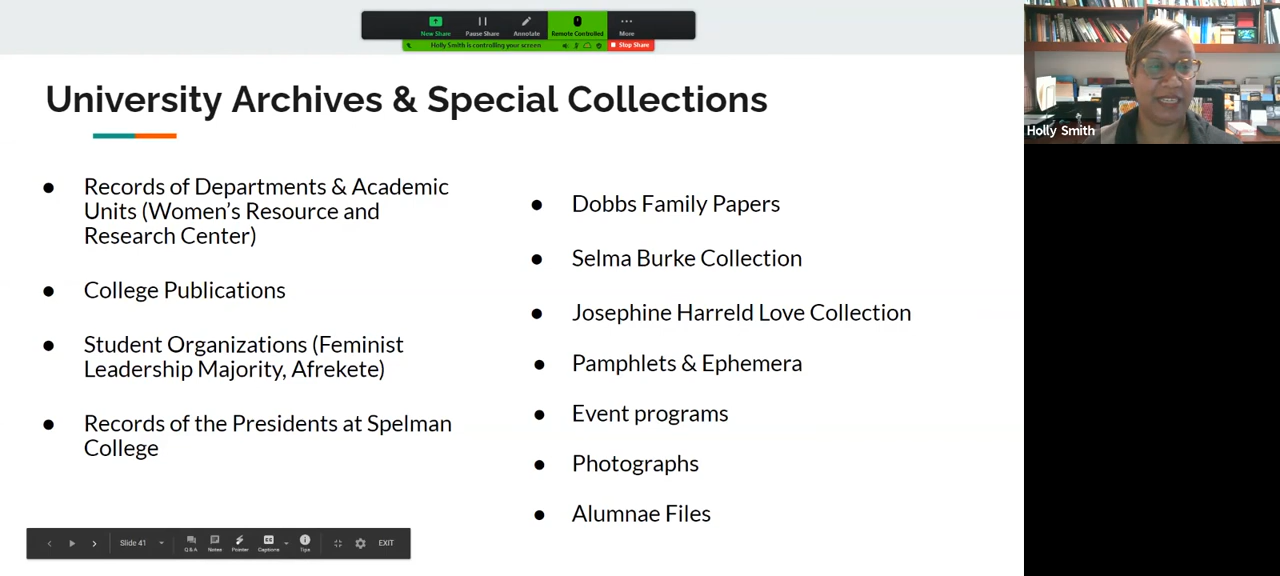 New Share
Pause Share
Annotate
Remote Controlled
More
Holly Smith is controlling your screen
Stop Share
University Archives & Special Collections
● Records of Departments & Academic
Units (Women's Resource and
Research Center)
● College Publications
● Student Organizations (Feminist
Leadership Majority, Afrekete)
● Records of the Presidents at Spelman
College
● Dobbs Family Papers
● Selma Burke Collection
● Josephine Harreld Love Collection
● Pamphlets & Ephemera
● Event programs
● Photographs
● Alumnae Files
Slide 41
Q&A
Notes
Pointer
Captions
Tips
EXIT
Holly Smith